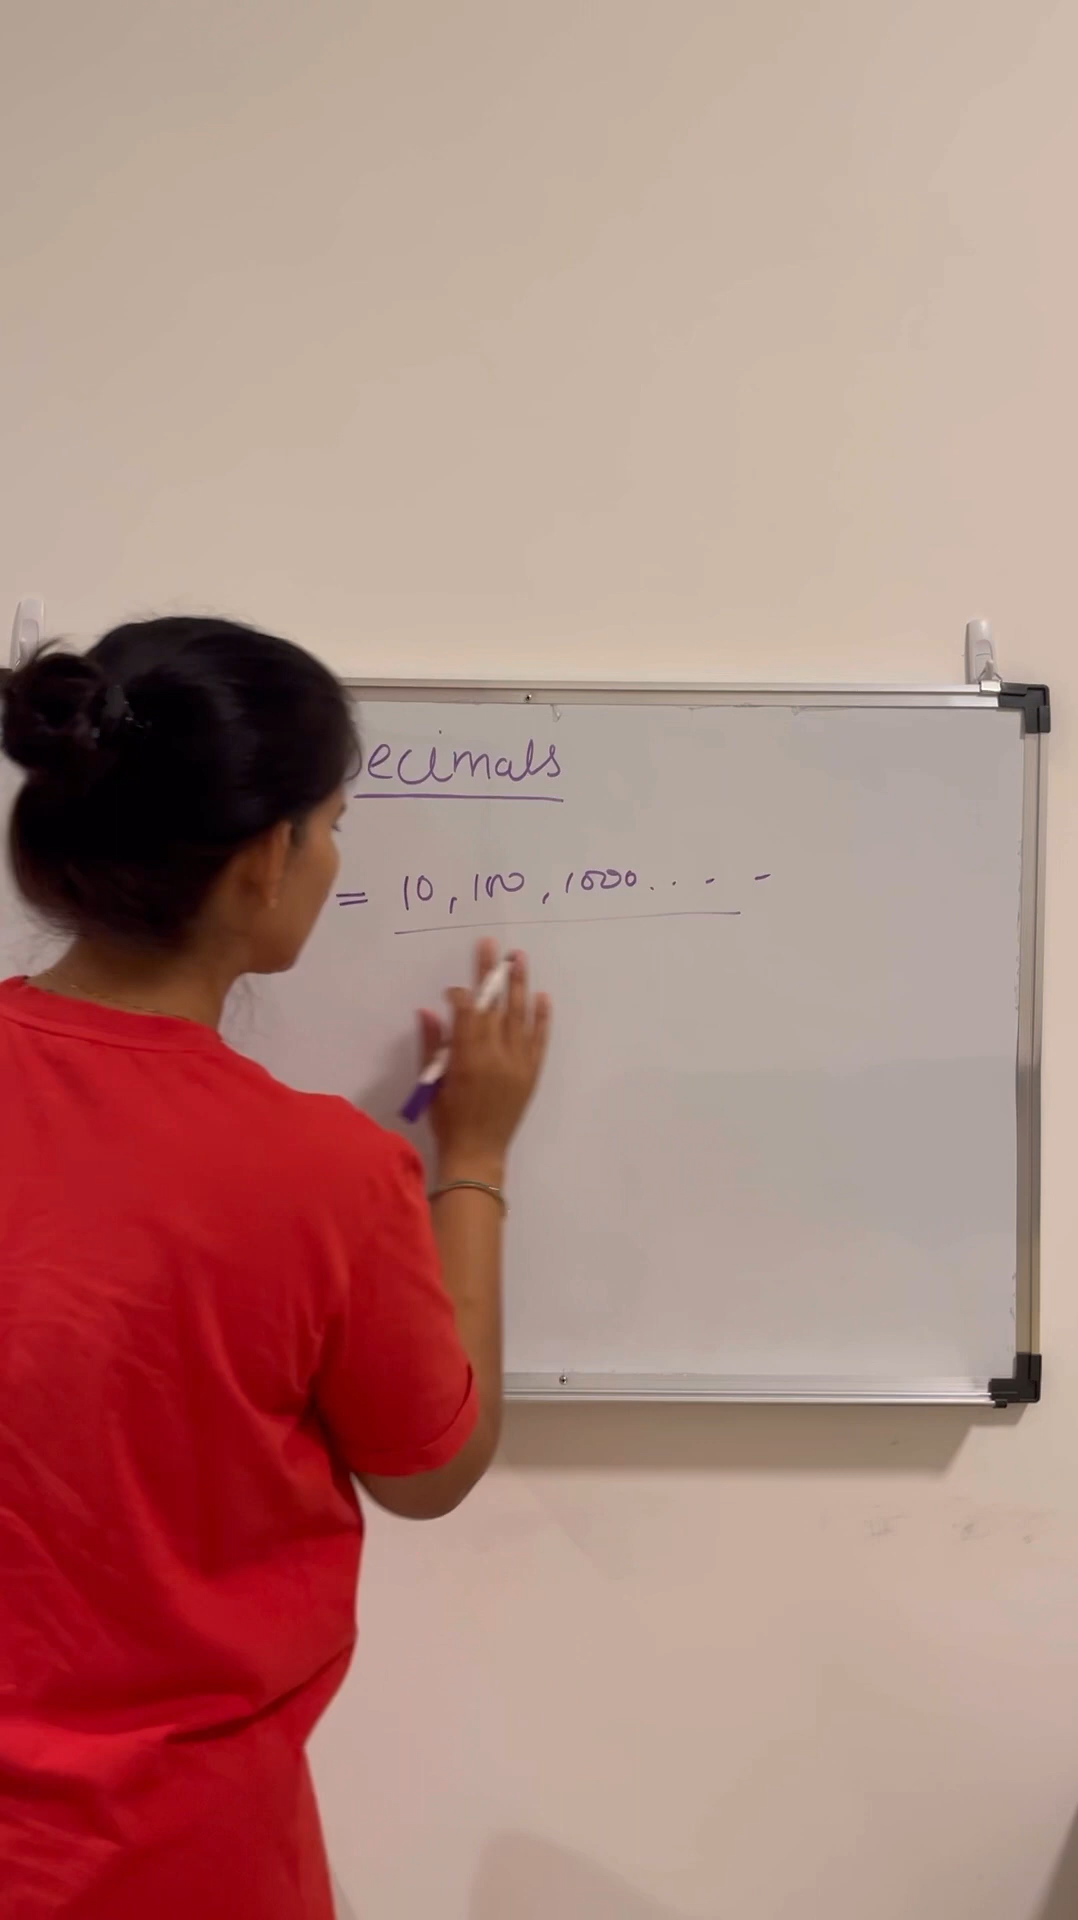 ecimals
= 10, 100, 1000. . . -  -